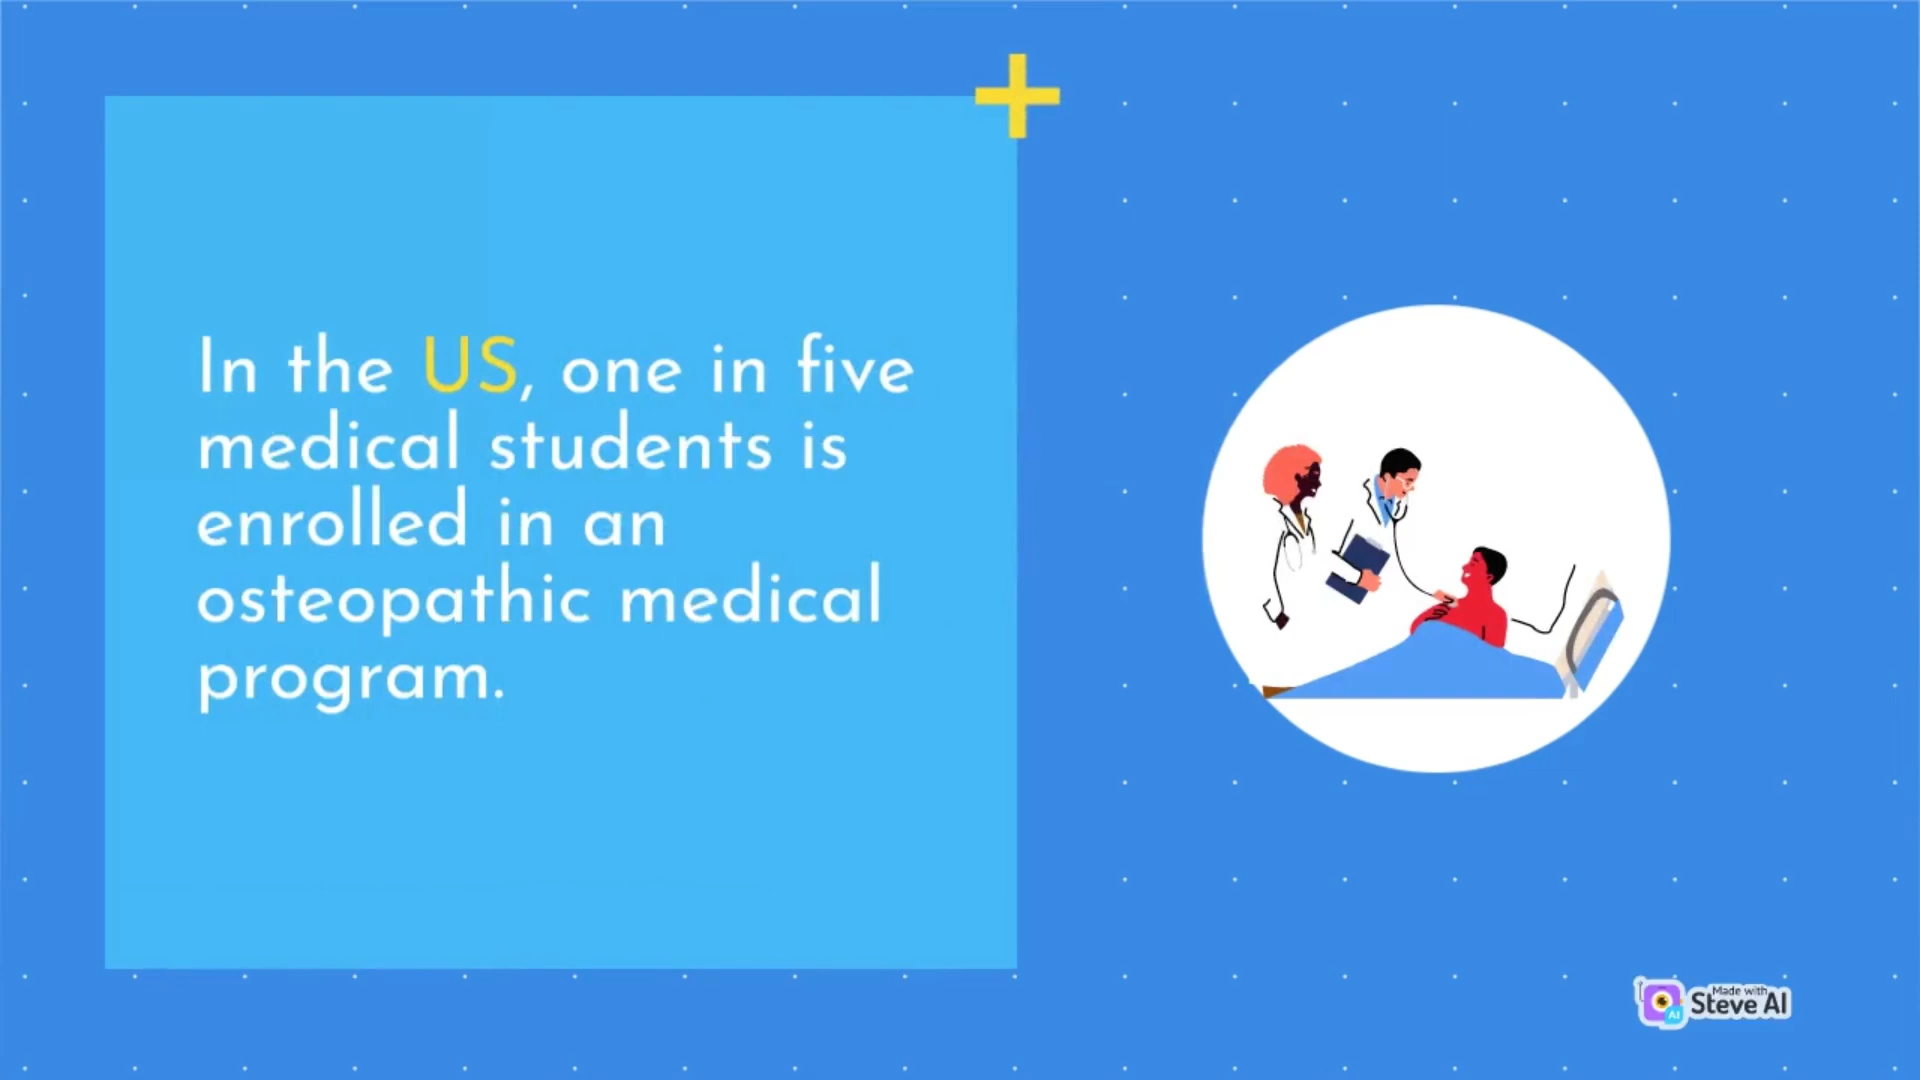 In the US, one in five
medical students is
enrolled in an
osteopathic medical
program.
Made with
Steve AI
AI